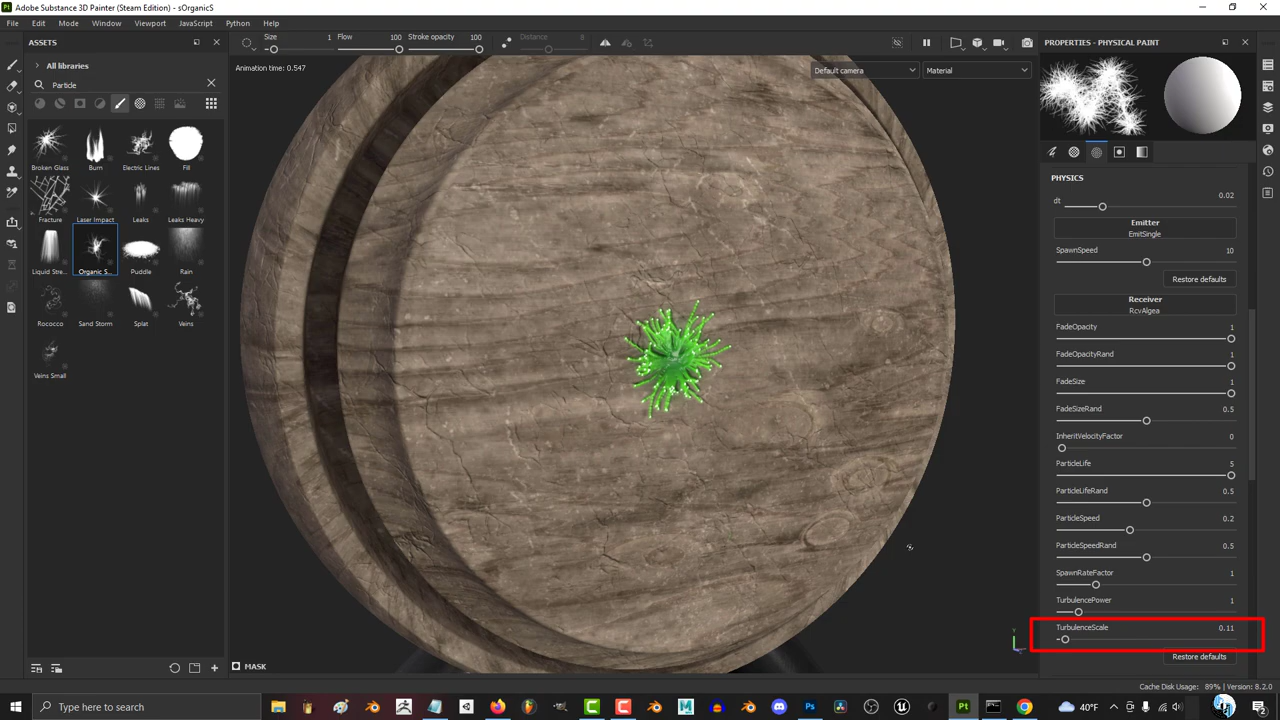 Pt Adobe Substance 3D Painter (Steam Edition) - sOrganicS
File Edit Mode Window Viewport JavaScript Python Help
ASSETS
Size 1 Flow 100 Stroke opacity 100 Distance 8
PROPERTIES - PHYSICAL PAINT
All libraries
Particle
Animation time: 0.547
Default camera
Material
Broken Glass Burn Electric Lines Fill
Fracture Laser Impact Leaks Leaks Heavy
Liquid Stre... Organic S... Puddle Rain
Rococco Sand Storm Splat Veins
Veins Small
PHYSICS
dt 0.02
Emitter
EmitSingle
SpawnSpeed 10
Restore defaults
Receiver
RcvAlgea
FadeOpacity 1
FadeOpacityRand 1
FadeSize 1
FadeSizeRand 0.5
InheritVelocityFactor 0
ParticleLife 5
ParticleLifeRand 0.5
ParticleSpeed 0.2
ParticleSpeedRand 0.5
SpawnRateFactor 1
TurbulencePower 1
TurbulenceScale 0.11
Restore defaults
Y
MASK
Cache Disk Usage: 89% | Version: 8.2.0
Type here to search
Ps
Pt
40°F